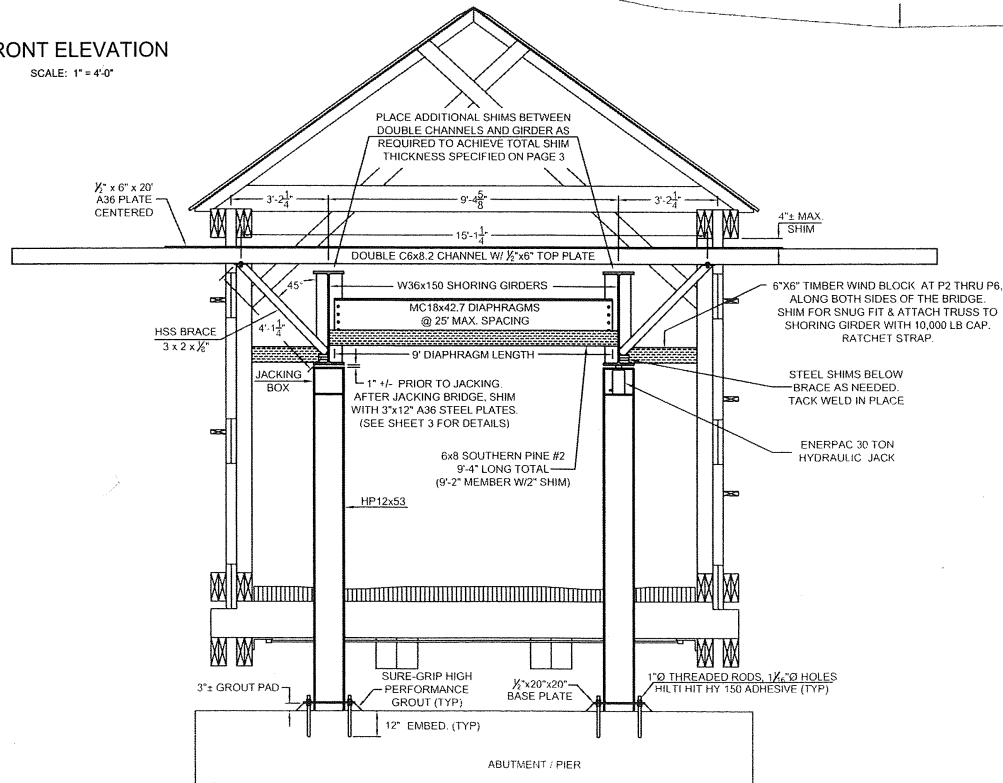 RONT ELEVATION
SCALE: 1" = 4'-0"
PLACE ADDITIONAL SHIMS BETWEEN
DOUBLE CHANNELS AND GIRDER AS
REQUIRED TO ACHIEVE TOTAL SHIM
THICKNESS SPECIFIED ON PAGE 3
½" x 6" x 20'
A36 PLATE
CENTERED
3'-2¼"
9'-4⅝"
3'-2¼"
15'-1¼"
4"± MAX.
SHIM
DOUBLE C6x8.2 CHANNEL W/ ½"x6" TOP PLATE
45°
W36x150 SHORING GIRDERS
MC18x42.7 DIAPHRAGMS
@ 25' MAX. SPACING
6"X6" TIMBER WIND BLOCK AT P2 THRU P6,
ALONG BOTH SIDES OF THE BRIDGE.
SHIM FOR SNUG FIT & ATTACH TRUSS TO
SHORING GIRDER WITH 10,000 LB CAP.
RATCHET STRAP.
HSS BRACE
3 x 2 x
4'-1¼"
9' DIAPHRAGM LENGTH
JACKING
BOX
1" +/- PRIOR TO JACKING.
AFTER JACKING BRIDGE, SHIM
WITH 3"x12" A36 STEEL PLATES.
(SEE SHEET 3 FOR DETAILS)
STEEL SHIMS BELOW
BRACE AS NEEDED.
TACK WELD IN PLACE
6x8 SOUTHERN PINE #2
9'-4" LONG TOTAL
(9'-2" MEMBER W/2" SHIM)
ENERPAC 30 TON
HYDRAULIC JACK
HP12x53
3"± GROUT PAD
SURE-GRIP HIGH
PERFORMANCE
GROUT (TYP)
½"x20"x20"
BASE PLATE
1"Ø THREADED RODS, Ø HOLES
HILTI HIT HY 150 ADHESIVE (TYP)
12" EMBED. (TYP)
ABUTMENT / PIER